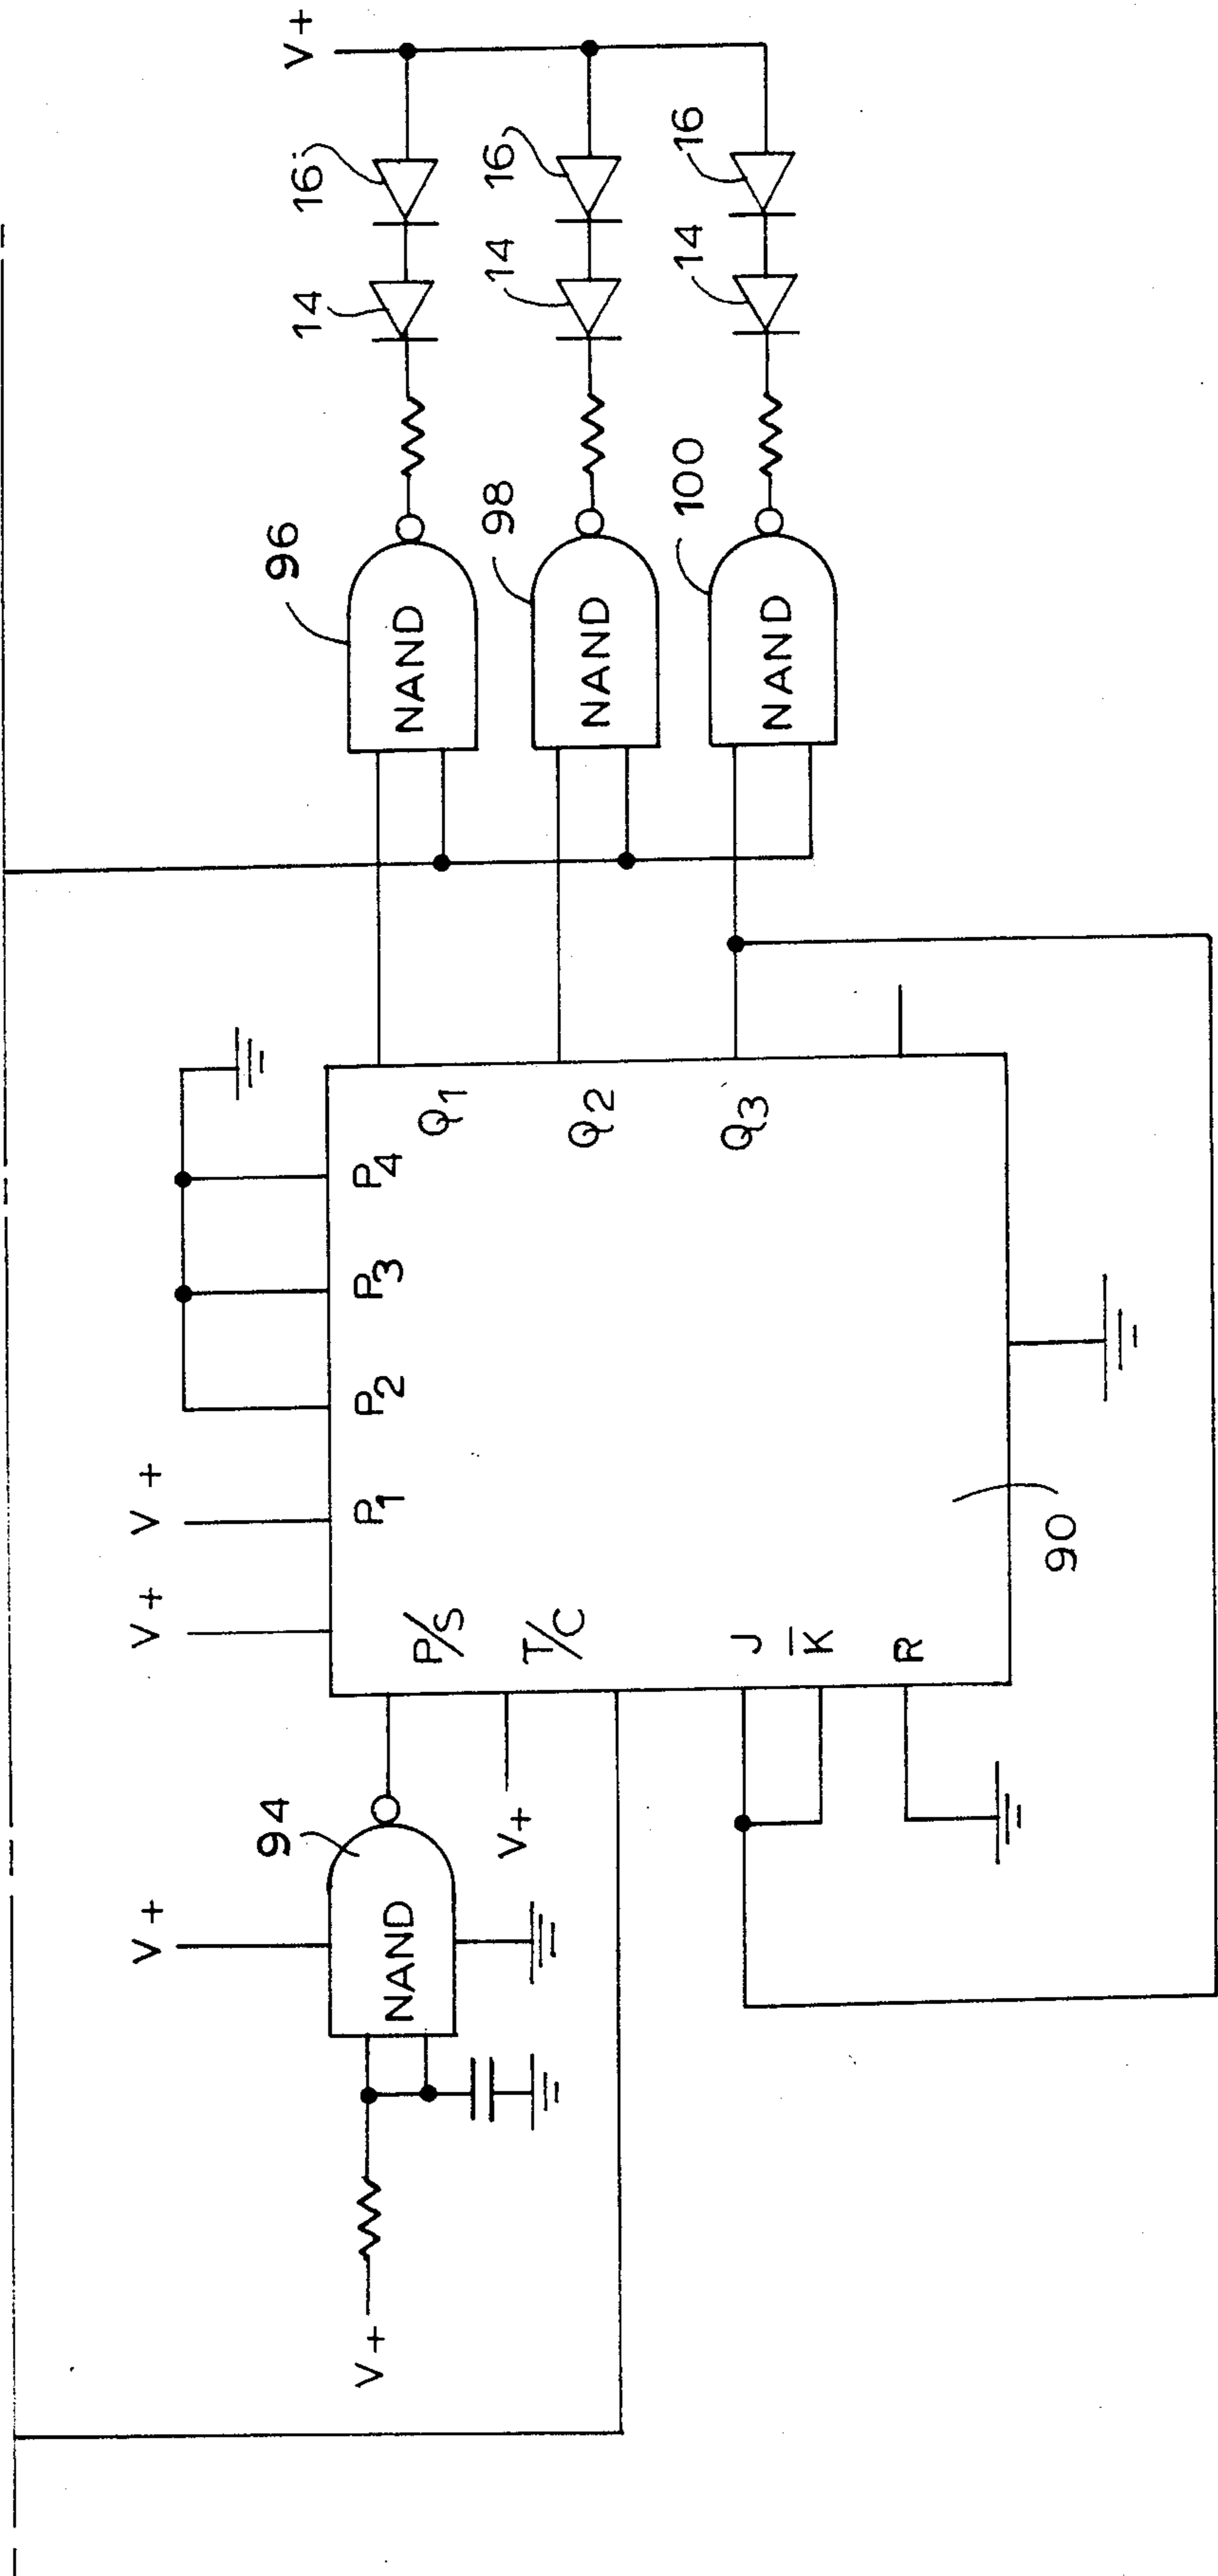 V+
16
16
16
14
14
14
96
98
100
NAND
NAND
NAND
V+
V+
P1
P2
P3
P4
Q1
Q2
Q3
P/S
T/C
J
K̅
R
90
V+
94
NAND
V+
V+